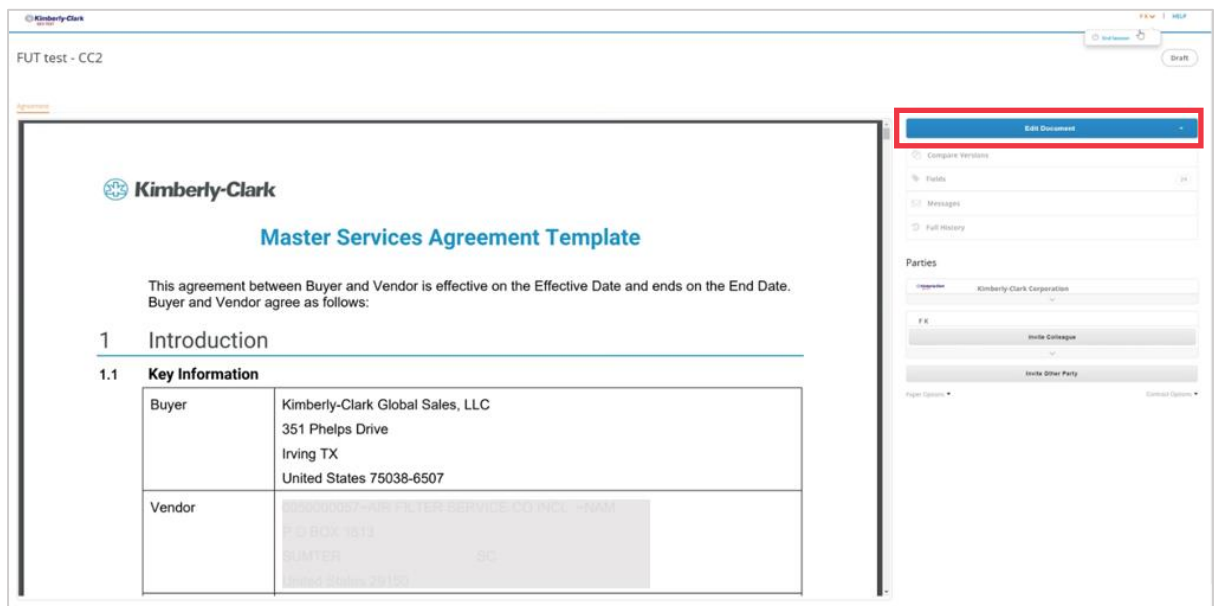 Kimberly-Clark
F K | HELP
End Session
FUT test - CC2
Draft
Agreement
Edit Document
Compare Versions
Fields 24
Messages
Full History
Kimberly-Clark
Master Services Agreement Template
This agreement between Buyer and Vendor is effective on the Effective Date and ends on the End Date.
Buyer and Vendor agree as follows:
1 Introduction
1.1 Key Information
Buyer
Kimberly-Clark Global Sales, LLC
351 Phelps Drive
Irving TX
United States 75038-6507
Vendor
P.O BOX 1513
SUMTER SC
United States 29150
Parties
Kimberly-Clark Corporation
F K
Invite Colleague
Invite Other Party
Paper Options
Contract Options